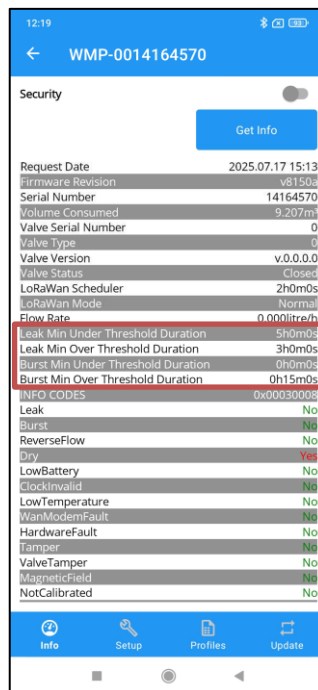 12:19 93
WMP-0014164570
Security
Get Info
Request Date 2025.07.17 15:13
Firmware Revision v8150a
Serial Number 14164570
Volume Consumed 9.207m³
Valve Serial Number 0
Valve Type 0
Valve Version v.0.0.0.0
Valve Status Closed
LoRaWan Scheduler 2h0m0s
LoRaWan Mode Normal
Flow Rate 0.000litre/h
Leak Min Under Threshold Duration 5h0m0s
Leak Min Over Threshold Duration 3h0m0s
Burst Min Under Threshold Duration 0h0m0s
Burst Min Over Threshold Duration 0h15m0s
INFO CODES 0x00030008
Leak No
Burst No
ReverseFlow No
Dry Yes
LowBattery No
ClockInvalid No
LowTemperature No
WanModemFault No
HardwareFault No
Tamper No
ValveTamper No
MagneticField No
NotCalibrated No
Info Setup Profiles Update